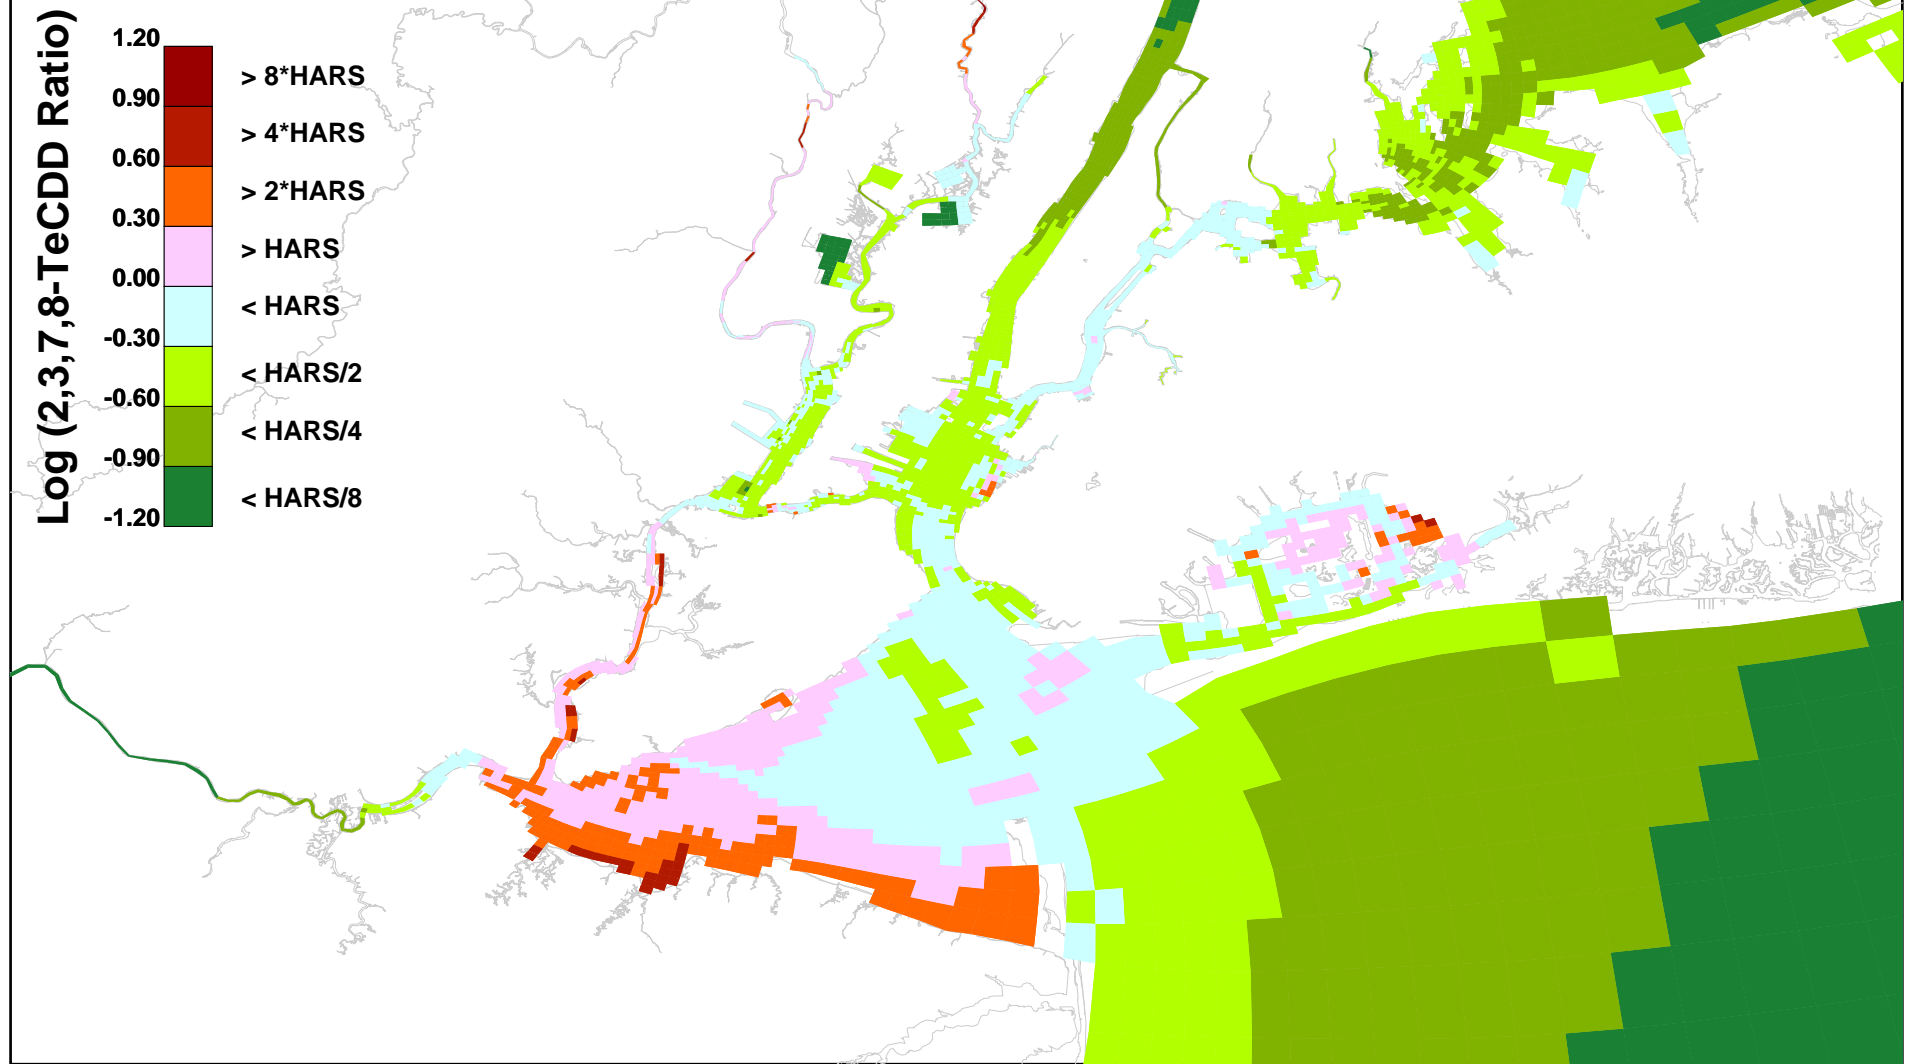 Log (2,3,7,8-TeCDD Ratio)
1.20
> 8*HARS
0.90
> 4*HARS
0.60
> 2*HARS
0.30
> HARS
0.00
< HARS
-0.30
< HARS/2
-0.60
< HARS/4
-0.90
< HARS/8
-1.20